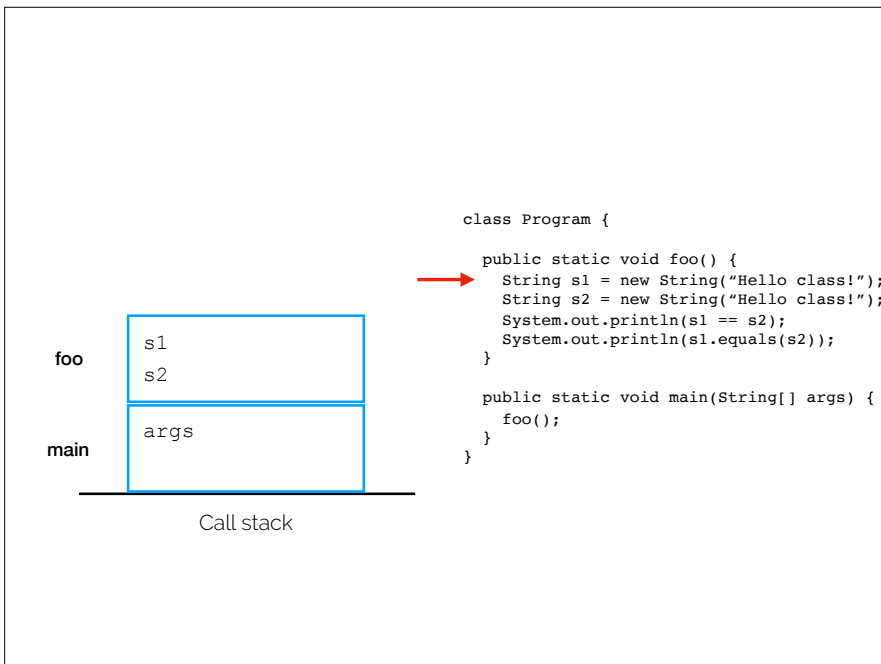 class Program {
public static void foo() {
String s1 = new String(“Hello class!”);
String s2 = new String(“Hello class!”);
System.out.println(s1 == s2);
System.out.println(s1.equals(s2));
}
public static void main(String[] args) {
foo();
}
}
foo
s1
s2
main
args
Call stack